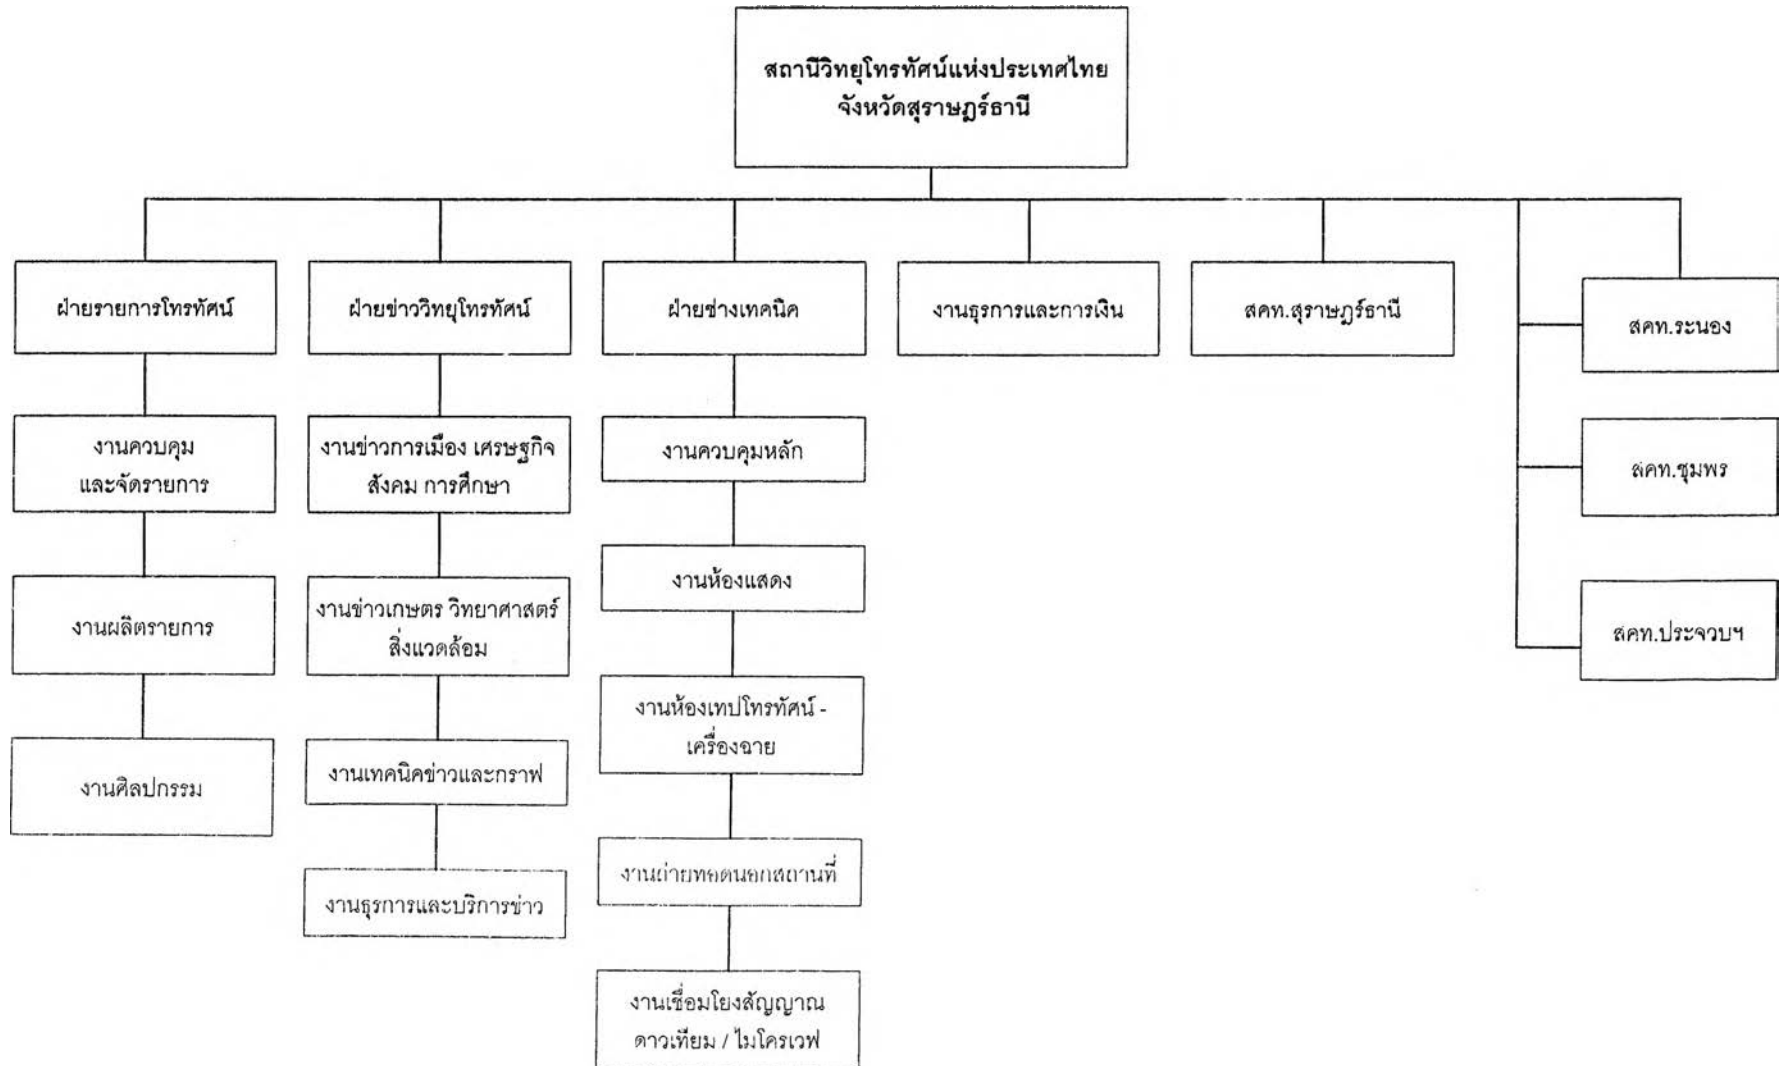 สถานีวิทยุโทรทัศน์แห่งประเทศไทย
จังหวัดสุราษฎร์ธานี
ฝ่ายรายการโทรทัศน์
ฝ่ายข่าววิทยุโทรทัศน์
ฝ่ายช่างเทคนิค
งานธุรการและการเงิน
สคท.สุราษฎร์ธานี
สคท.ระนอง
งานควบคุม
และจัดรายการ
งานข่าวการเมือง เศรษฐกิจ
สังคม การศึกษา
งานควบคุมหลัก
สคท.ชุมพร
งานผลิตรายการ
งานข่าวเกษตร วิทยาศาสตร์
สิ่งแวดล้อม
งานห้องแสดง
สคท.ประจวบฯ
งานศิลปกรรม
งานเทคนิคข่าวและกราฟ
งานห้องเทปโทรทัศน์ -
เครื่องฉาย
งานธุรการและบริการข่าว
งานถ่ายทอดนอกสถานที่
งานเชื่อมโยงสัญญาณ
ดาวเทียม / ไมโครเวฟ